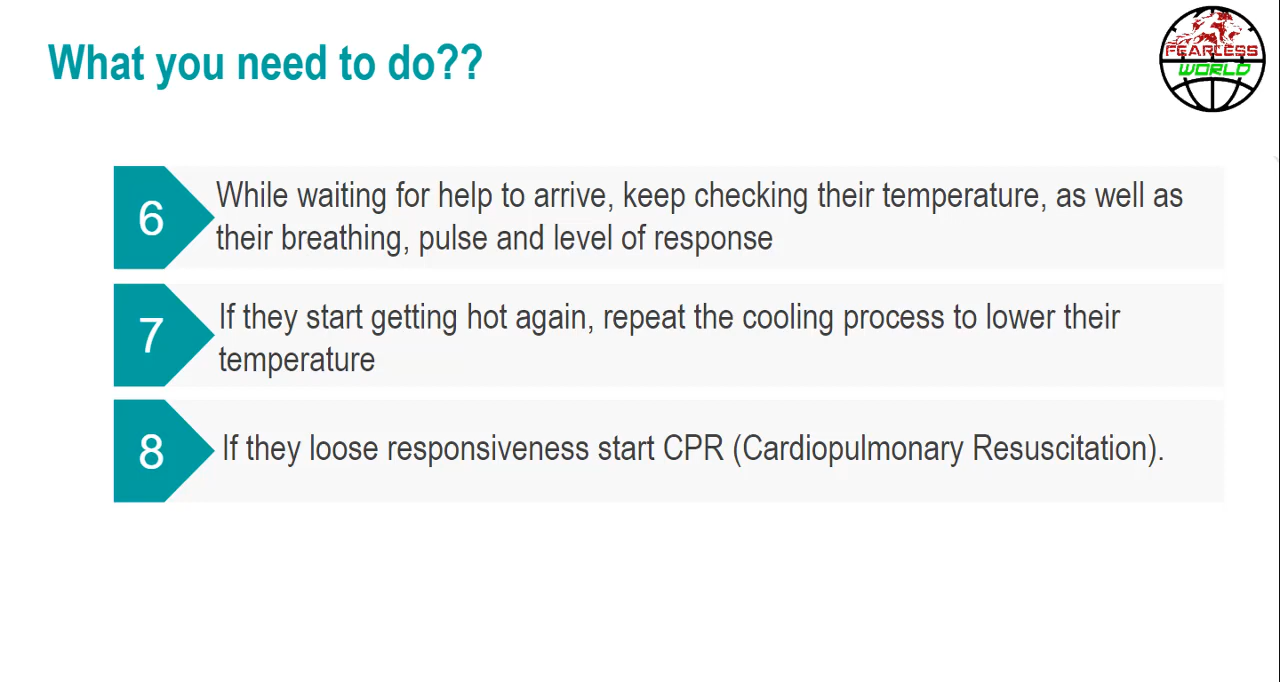 What you need to do??
FEARLESS
WORLD
6
While waiting for help to arrive, keep checking their temperature, as well as
their breathing, pulse and level of response
7
If they start getting hot again, repeat the cooling process to lower their
temperature
8
If they loose responsiveness start CPR (Cardiopulmonary Resuscitation).